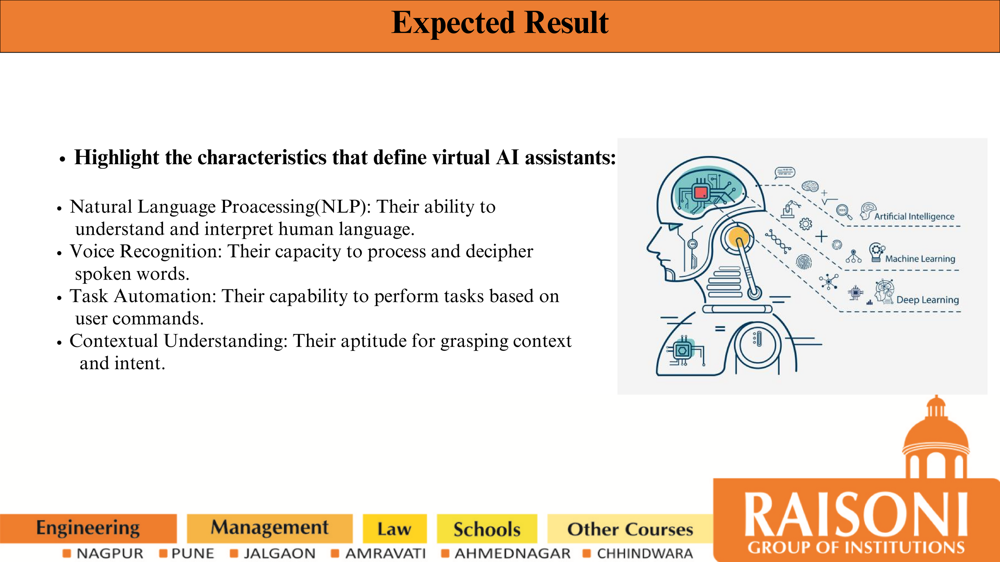 Expected Result
• Highlight the characteristics that define virtual AI assistants:
• Natural Language Proacessing(NLP): Their ability to
understand and interpret human language.
• Voice Recognition: Their capacity to process and decipher
spoken words.
• Task Automation: Their capability to perform tasks based on
user commands.
• Contextual Understanding: Their aptitude for grasping context
and intent.
Artificial Intelligence
Machine Learning
Deep Learning
Engineering
Management
Law
Schools
Other Courses
NAGPUR
PUNE
JALGAON
AMRAVATI
AHMEDNAGAR
CHHINDWARA
RAISONI
GROUP OF INSTITUTIONS